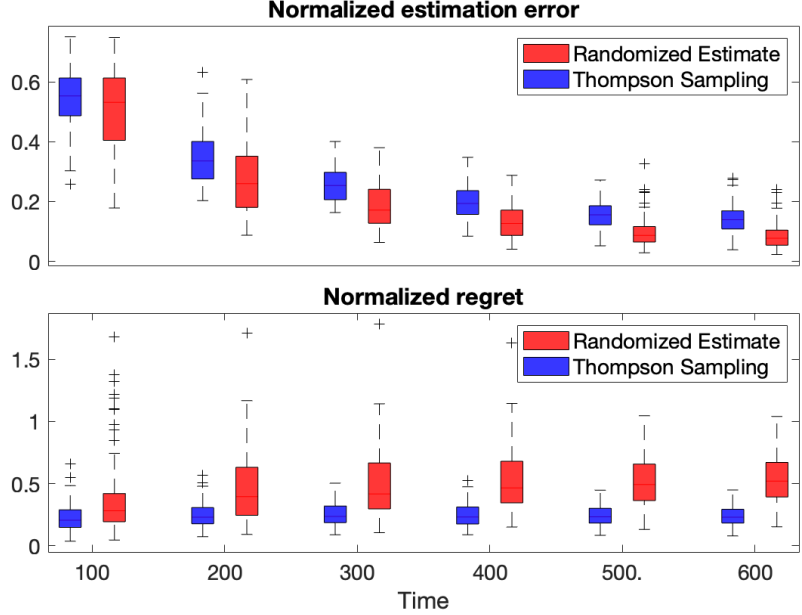 Normalized estimation error
Randomized Estimate
Thompson Sampling
0.6
0.4
0.2
0
Normalized regret
Randomized Estimate
Thompson Sampling
1.5
1
0.5
0
100 200 300 400 500. 600
Time